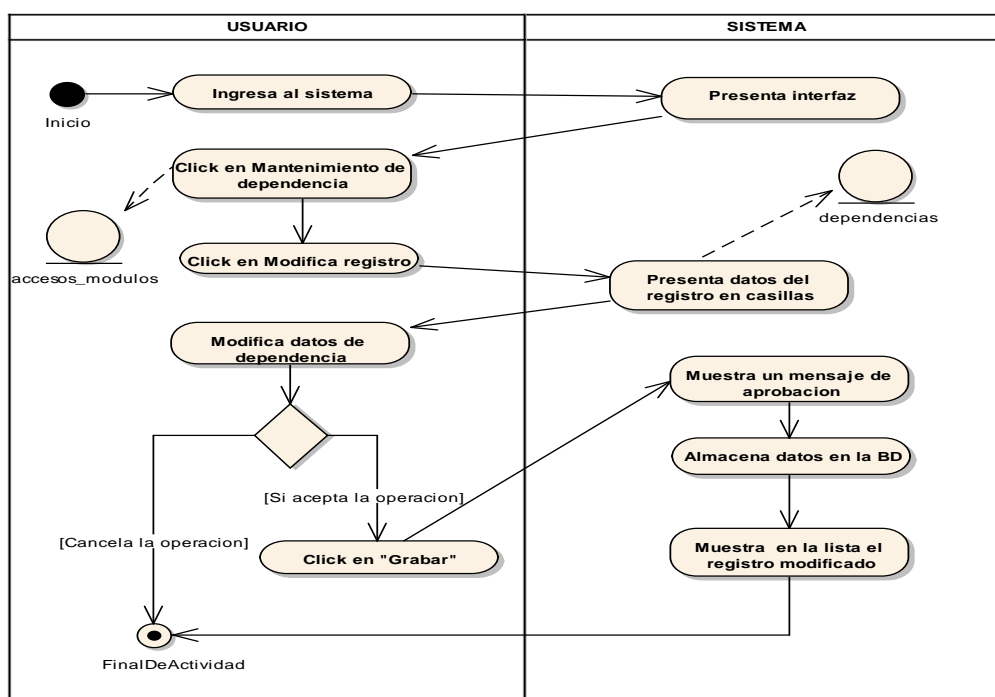 USUARIO
SISTEMA
Inicio
Ingresa al sistema
Presenta interfaz
Click en Mantenimiento de
dependencia
accesos_modulos
dependencias
Click en Modifica registro
Presenta datos del
registro en casillas
Modifica datos de
dependencia
[Si acepta la operacion]
[Cancela la operacion]
Click en "Grabar"
Muestra un mensaje de
aprobacion
Almacena datos en la BD
Muestra en la lista el
registro modificado
FinalDeActividad